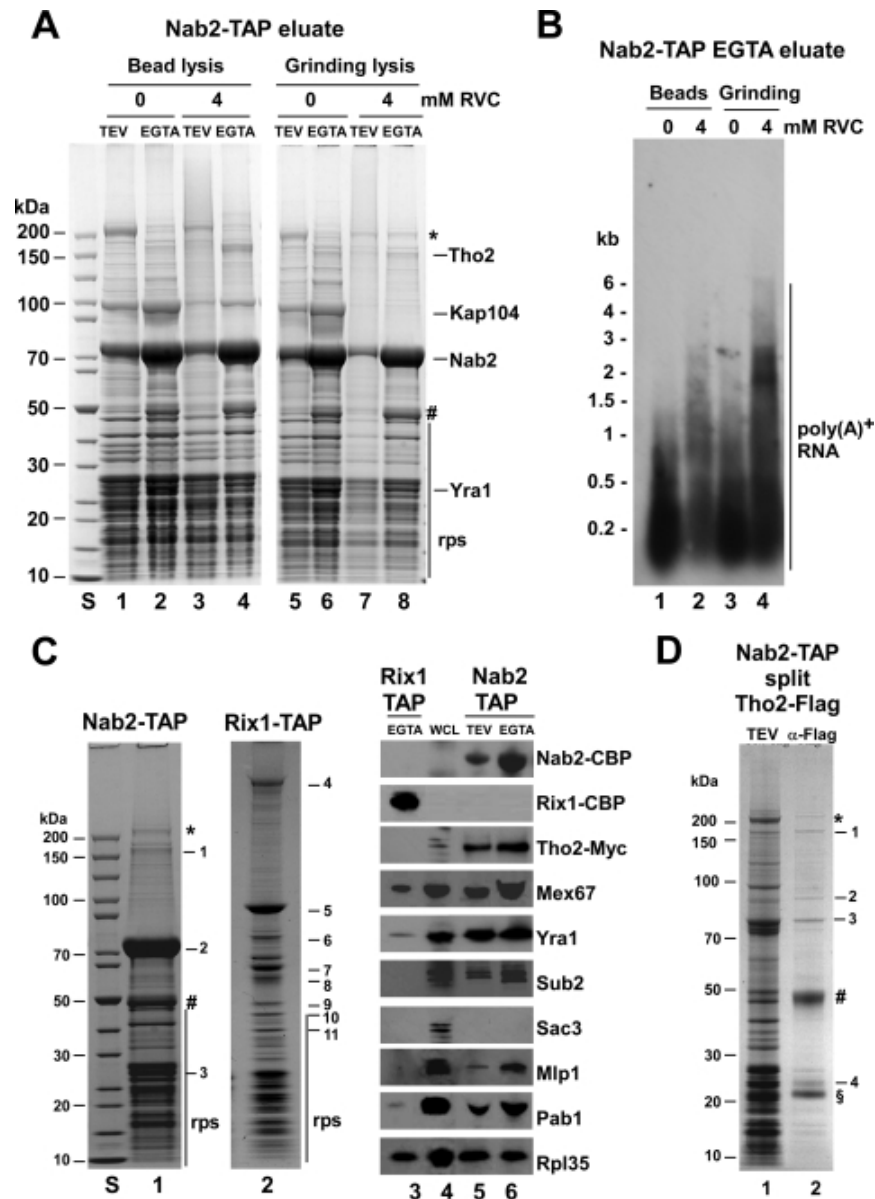 A
Nab2-TAP eluate
Bead lysis
Grinding lysis
0 4 0 4 mM RVC
TEV EGTA TEV EGTA TEV EGTA TEV EGTA
kDa
200
150
100
70
50
30
20
10
*
Tho2
Kap104
Nab2
#
Yra1
rps
S 1 2 3 4 5 6 7 8
B
Nab2-TAP EGTA eluate
Beads Grinding
0 4 0 4 mM RVC
kb
6
4
3
2
1.5
1
0.5
0.2
poly(A)+
RNA
1 2 3 4
C
Nab2-TAP
kDa
200
150
100
70
50
30
20
10
*
1
2
#
3
rps
S 1
Rix1-TAP
4
5
6
7
8
9
10
11
rps
2
Rix1
TAP
Nab2
TAP
EGTA WCL TEV EGTA
Nab2-CBP
Rix1-CBP
Tho2-Myc
Mex67
Yra1
Sub2
Sac3
Mlp1
Pab1
Rpl35
3 4 5 6
D
Nab2-TAP
split
Tho2-Flag
TEV α-Flag
kDa
200
150
100
70
50
30
20
10
*
1
2
3
#
4
§
1 2